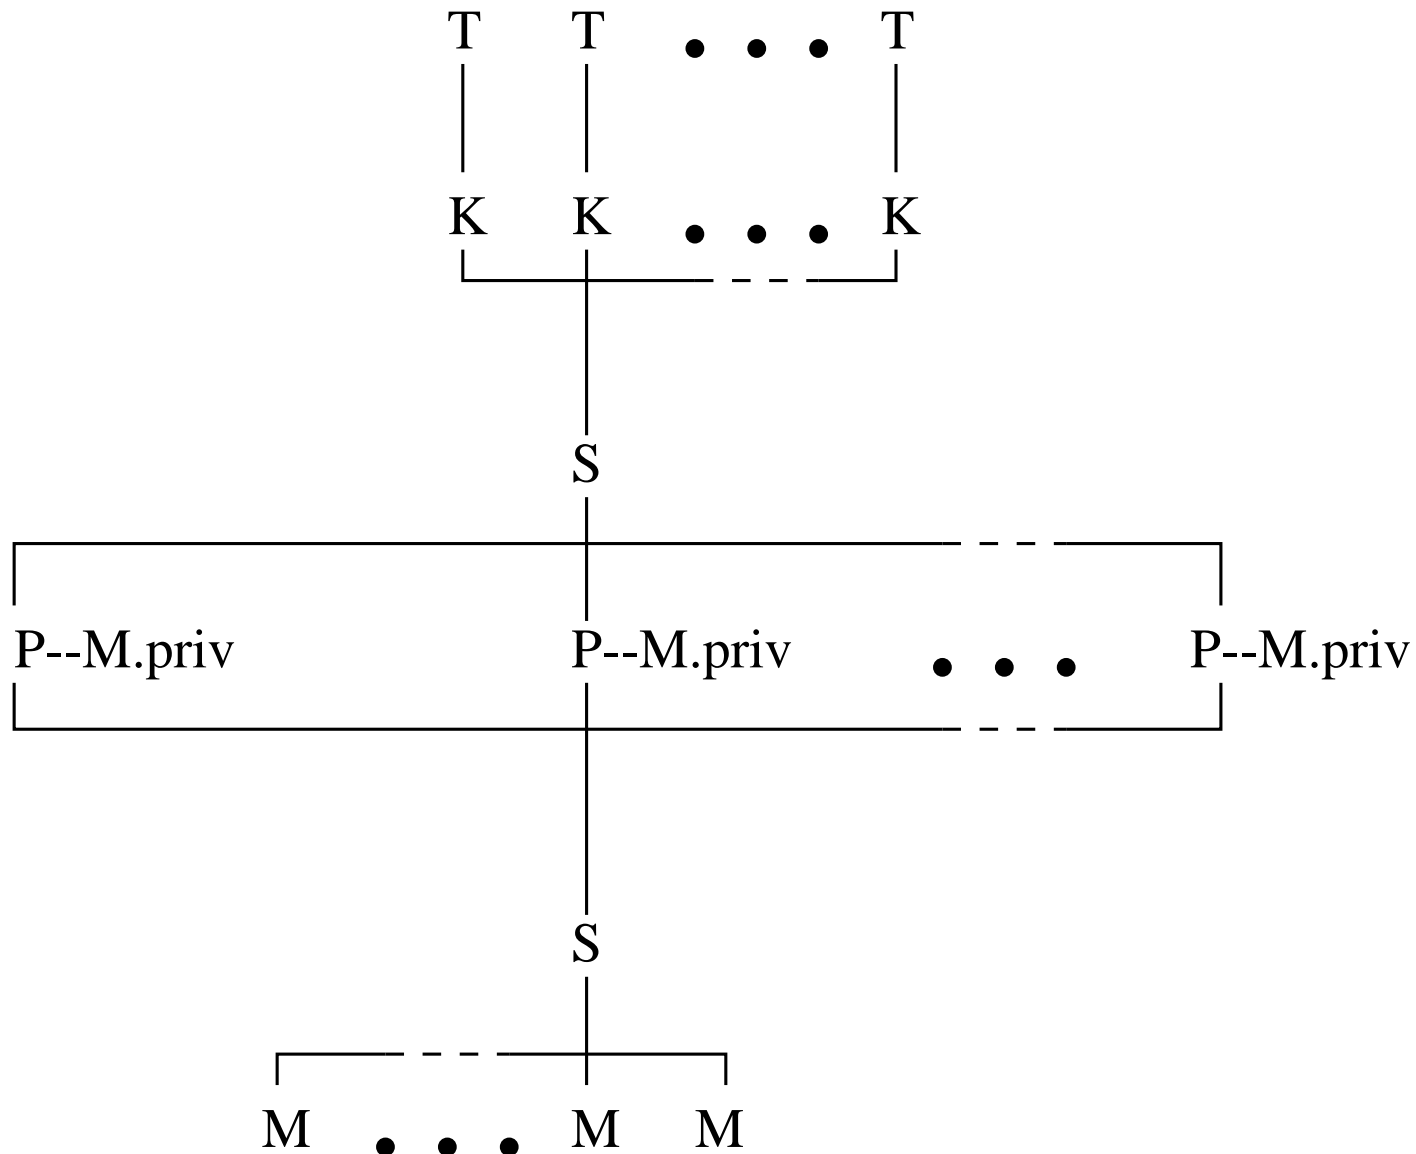 T T • • • T
K K • • • K
S
P--M.priv P--M.priv • • • P--M.priv
S
M • • • M M